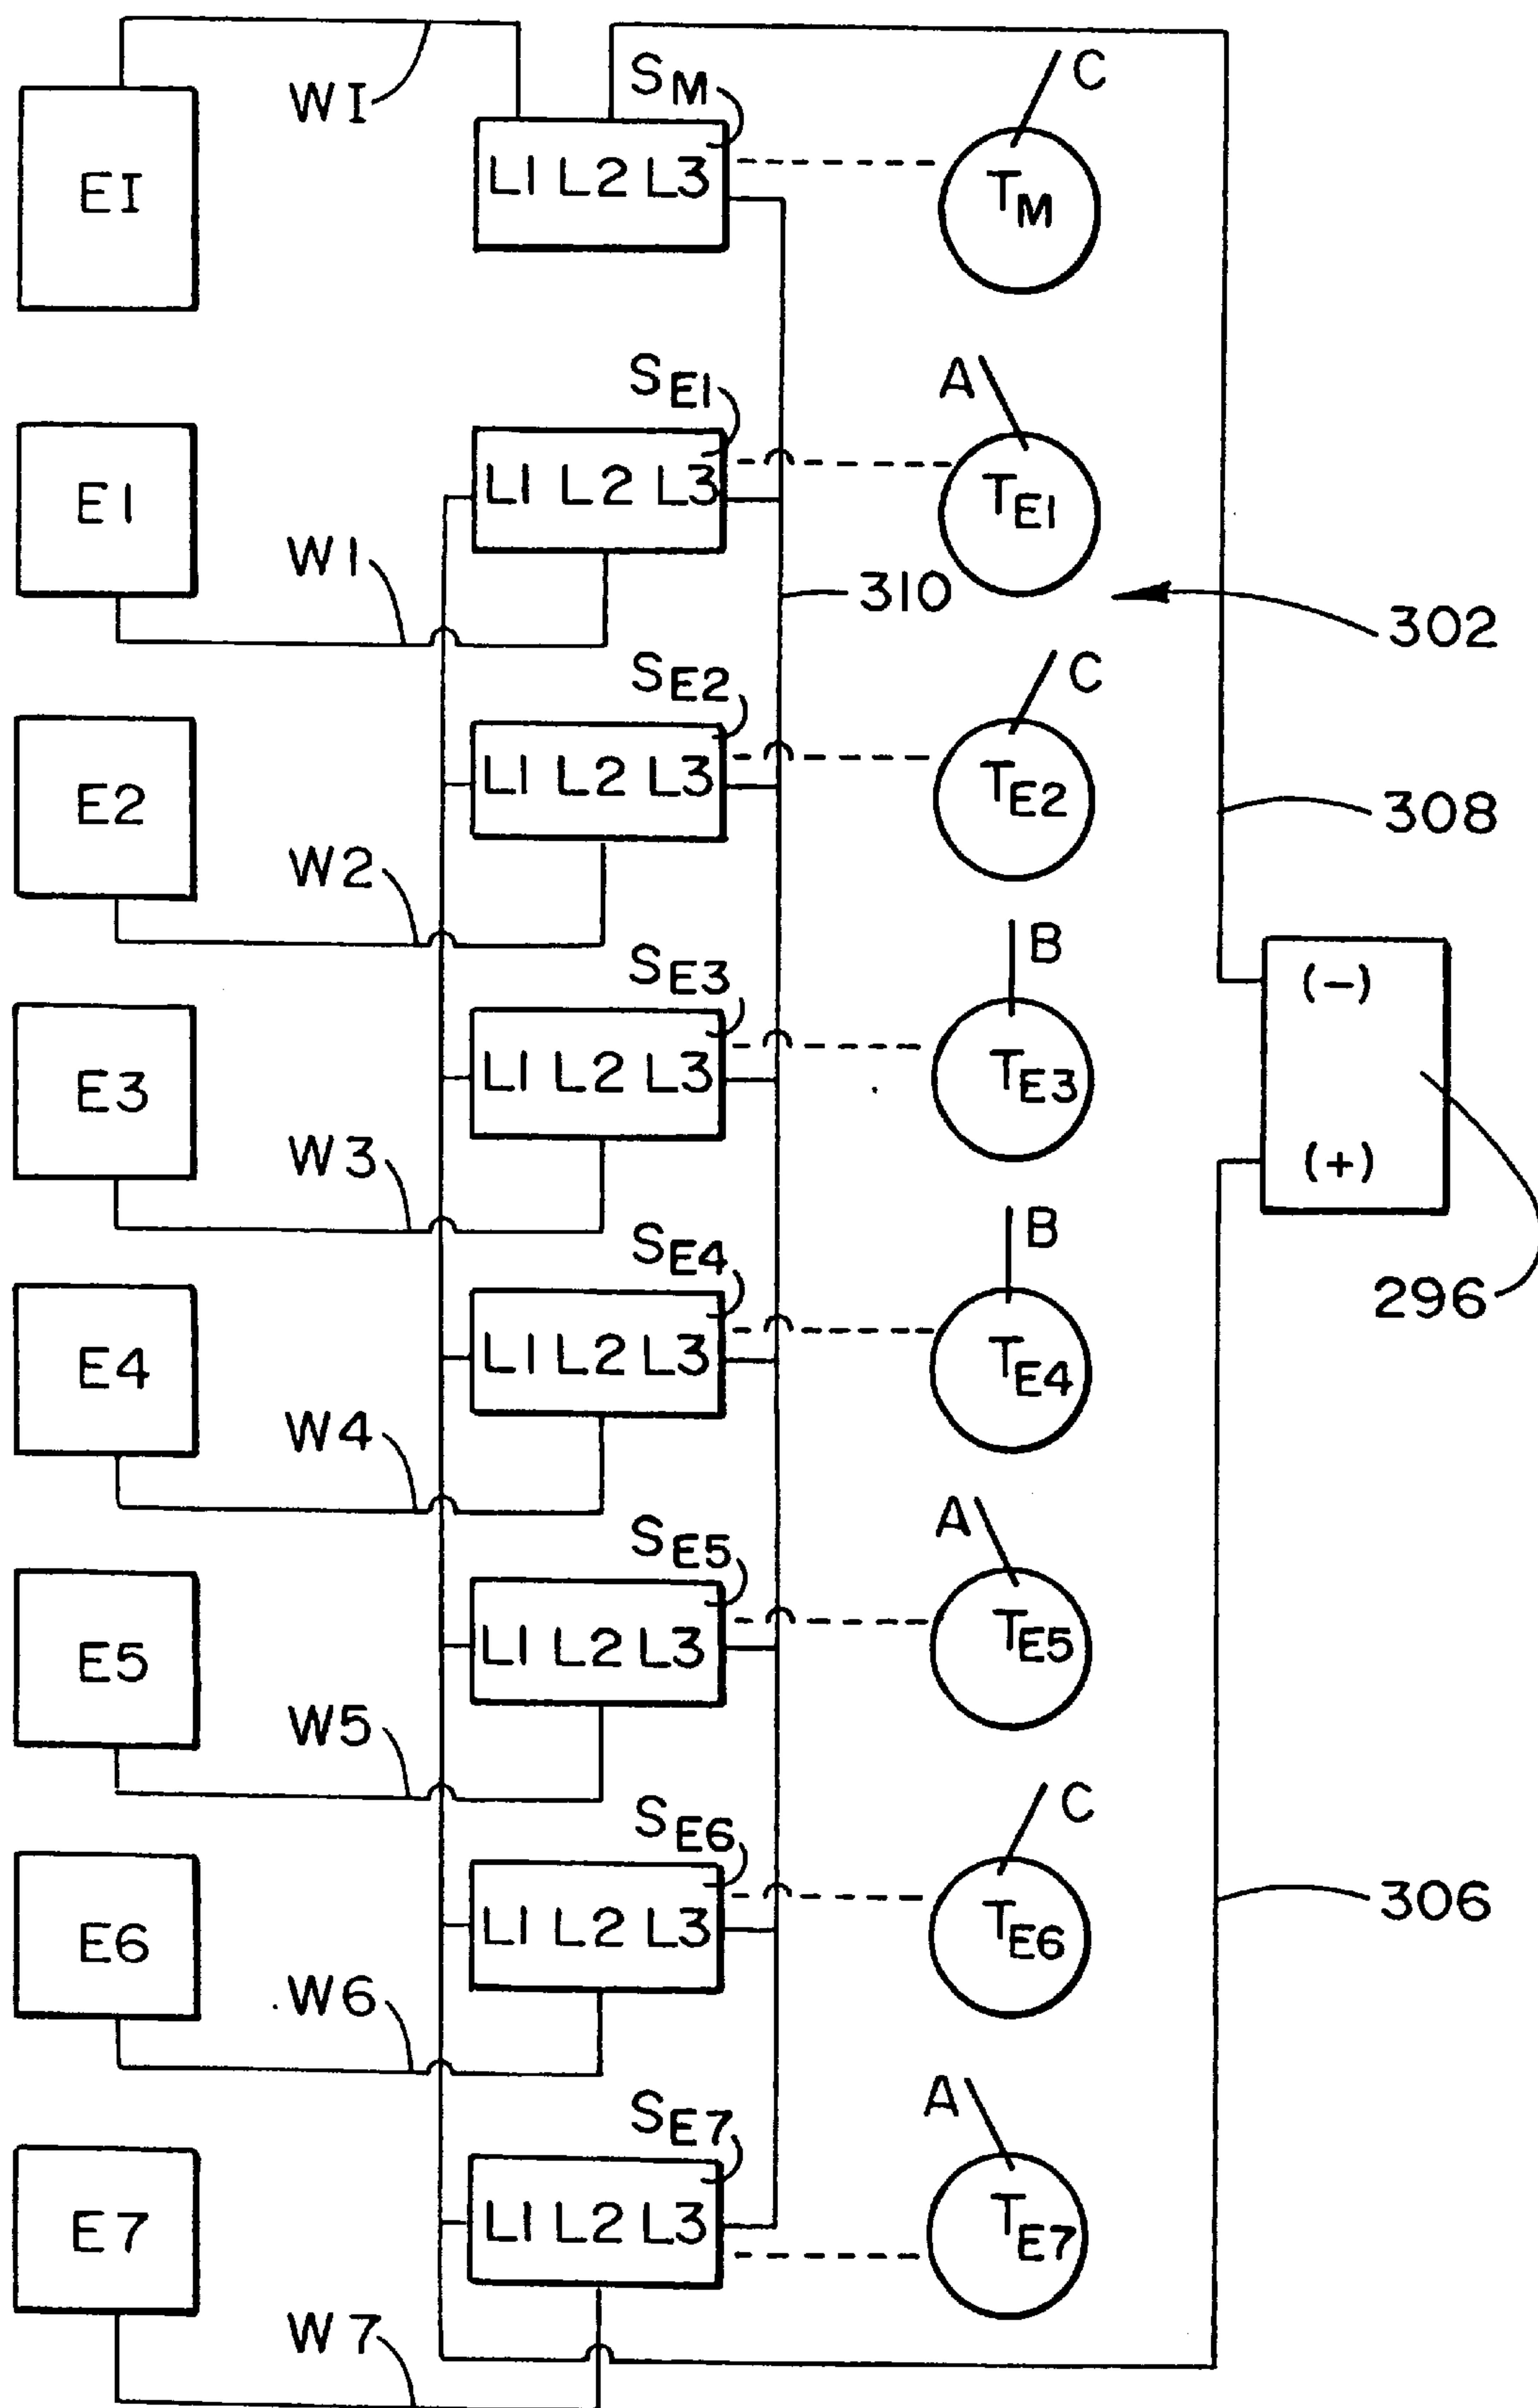 WI
SM
C
EI
L1 L2 L3
TM
SE1
A
E1
L1 L2 L3
TE1
W1
310
302
SE2
C
E2
L1 L2 L3
TE2
308
W2
SE3
B
(-)
E3
L1 L2 L3
TE3
W3
(+)
SE4
B
296
E4
L1 L2 L3
TE4
W4
SE5
A
E5
L1 L2 L3
TE5
W5
SE6
C
E6
L1 L2 L3
TE6
306
W6
SE7
A
E7
L1 L2 L3
TE7
W7